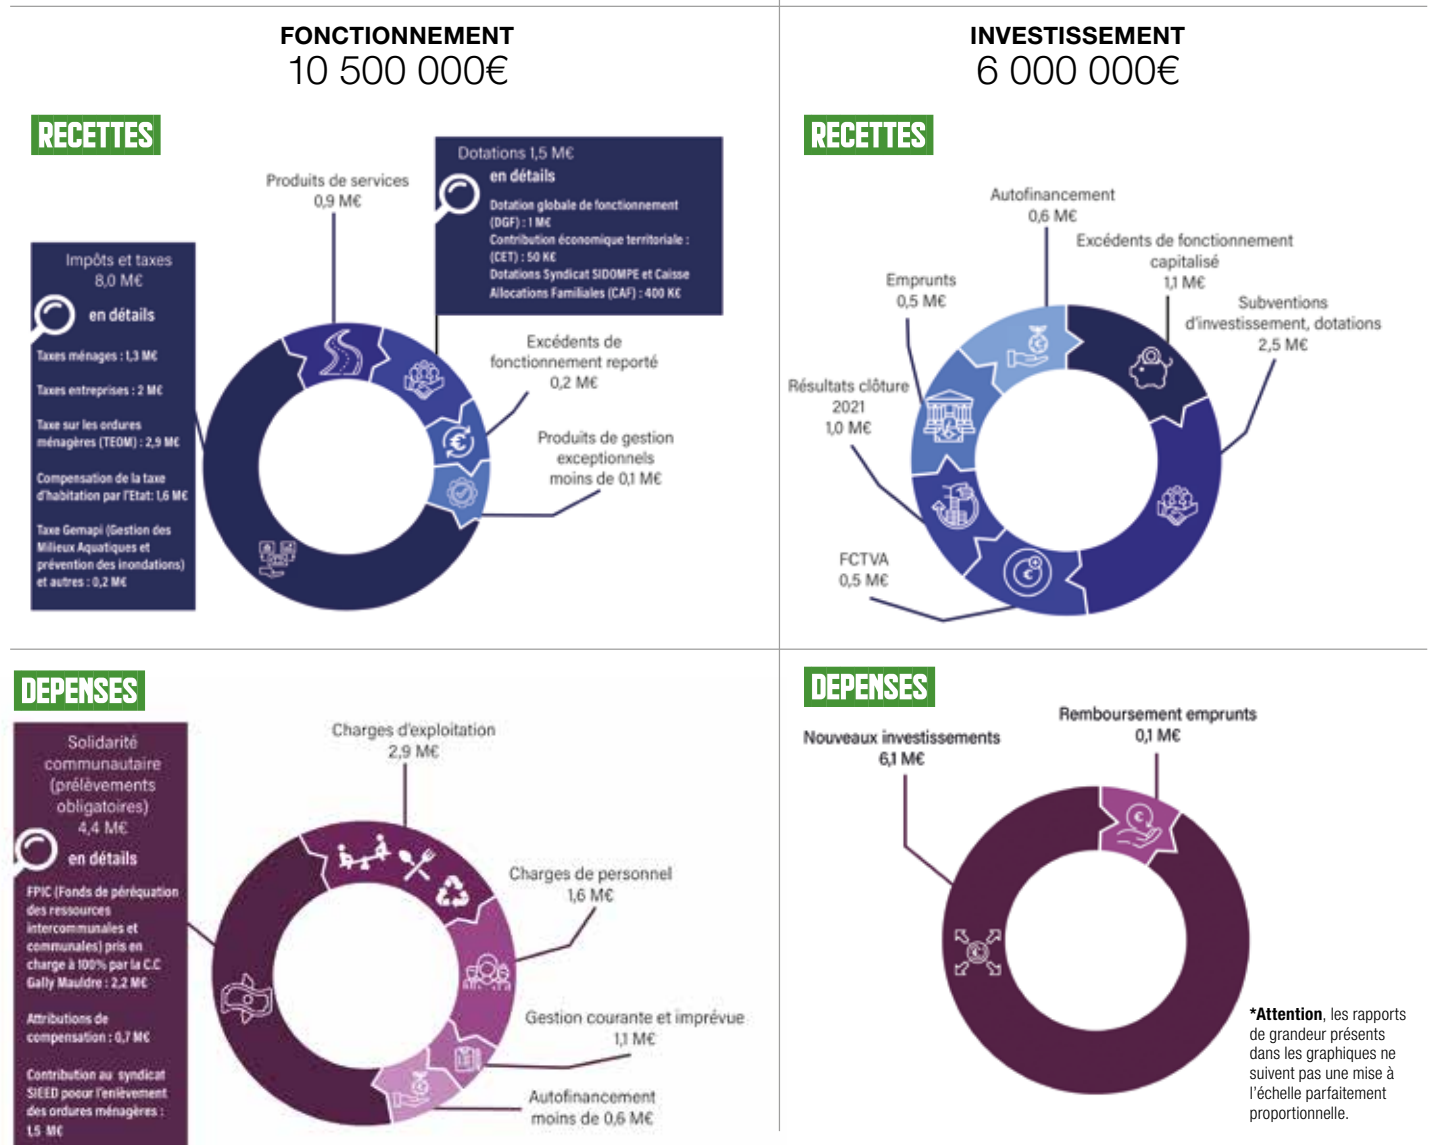 FONCTIONNEMENT
10 500 000€
RECETTES
Produits de services
0,9 M€
Dotations 1,5 M€
en détails
Dotation globale de fonctionnement
(DGF) : 1 M€
Contribution économique territoriale :
(CET) : 50 K€
Dotations Syndicat SIDOMPE et Caisse
Allocations Familiales (CAF) : 400 K€
Impôts et taxes
8,0 M€
en détails
Taxes ménages : 1,3 M€
Taxes entreprises : 2 M€
Taxe sur les ordures
ménagères (TEOM) : 2,9 M€
Compensation de la taxe
d'habitation par l'Etat: 1,6 M€
Taxe Gemapi (Gestion des
Milieux Aquatiques et
prévention des inondations)
et autres : 0,2 M€
Excédents de
fonctionnement reporté
0,2 M€
Produits de gestion
exceptionnels
moins de 0,1 M€
INVESTISSEMENT
6 000 000€
RECETTES
Autofinancement
0,6 M€
Excédents de fonctionnement
capitalisé
1,1 M€
Subventions
d'investissement, dotations
2,5 M€
Emprunts
0,5 M€
Résultats clôture
2021
1,0 M€
FCTVA
0,5 M€
DEPENSES
Solidarité
communautaire
(prélèvements
obligatoires)
4,4 M€
en détails
FPIC (Fonds de péréquation
des ressources
intercommunales et
communales) pris en
charge à 100% par la C.C
Gally Mauldre : 2,2 M€
Attributions de
compensation : 0,7 M€
Contribution au syndicat
SIEED poour l'enlèvement
des ordures ménagères :
1,5 M€
Charges d'exploitation
2,9 M€
Charges de personnel
1,6 M€
Gestion courante et imprévue
1,1 M€
Autofinancement
moins de 0,6 M€
DEPENSES
Remboursement emprunts
0,1 M€
Nouveaux investissements
6,1 M€
*Attention, les rapports
de grandeur présents
dans les graphiques ne
suivent pas une mise à
l'échelle parfaitement
proportionnelle.